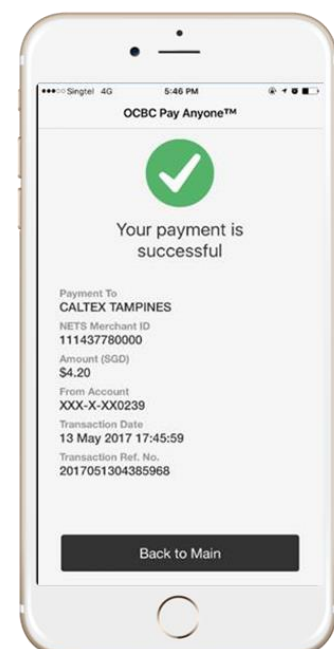 Singtel 4G 5:46 PM
OCBC Pay Anyone™
Your payment is
successful
Payment To
CALTEX TAMPINES
NETS Merchant ID
111437780000
Amount (SGD)
$4.20
From Account
XXX-X-XX0239
Transaction Date
13 May 2017 17:45:59
Transaction Ref. No.
2017051304385968
Back to Main